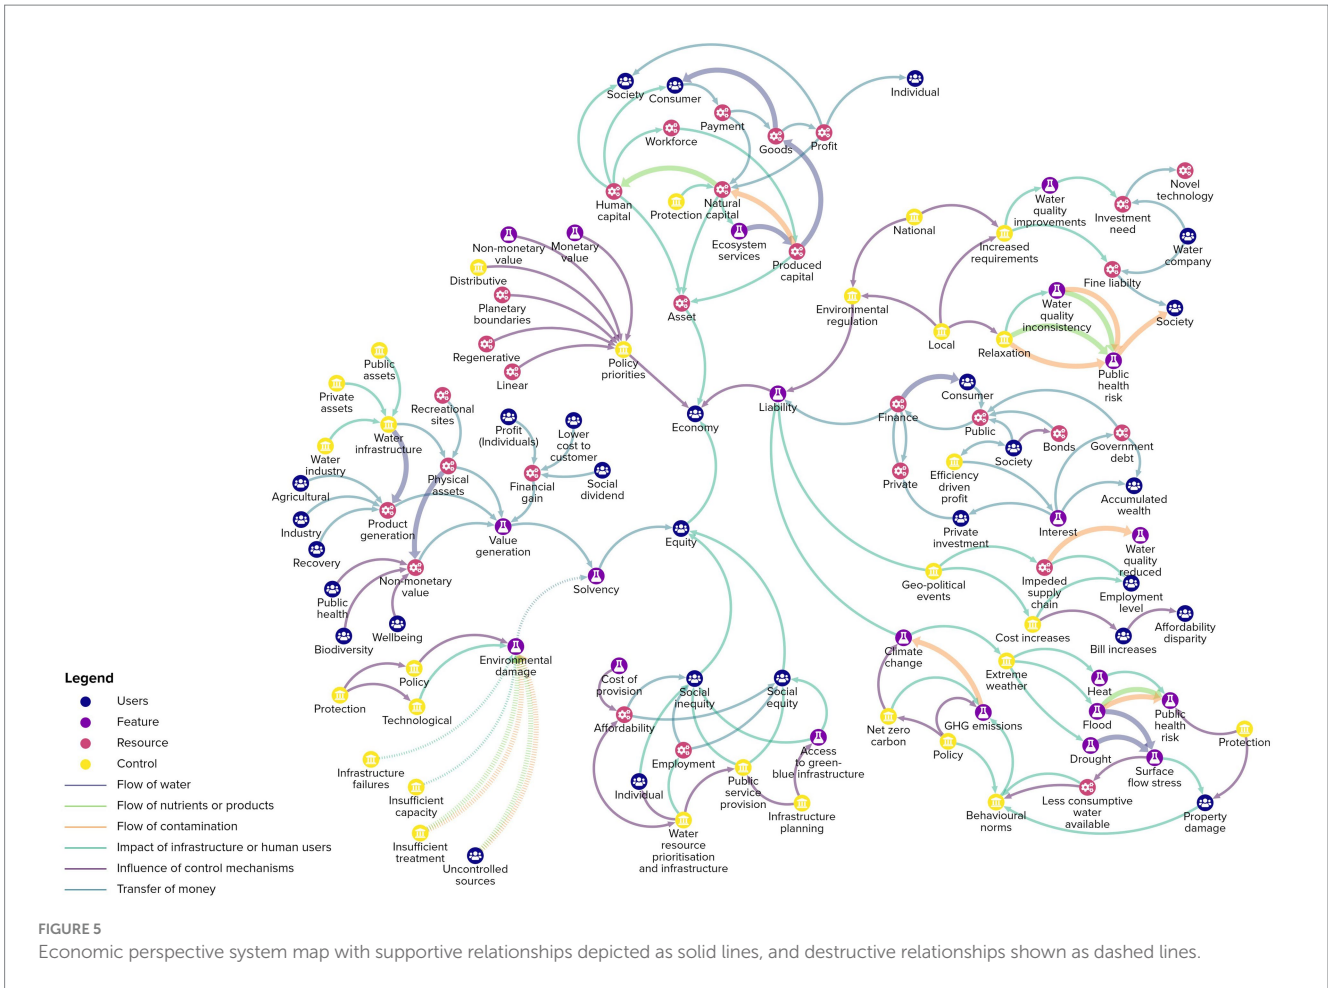 Society
Consumer
Individual
Payment
Workforce
Goods
Profit
Human
capital
Protection
Natural
capital
Ecosystem
services
Produced
capital
Asset
Non-monetary
value
Monetary
value
Distributive
Planetary
boundaries
Regenerative
Linear
Policy
priorities
Economy
Liability
National
Increased
requirements
Environmental
regulation
Local
Relaxation
Water
quality
improvements
Investment
need
Novel
technology
Water
company
Fine liabilty
Society
Water
quality
inconsistency
Public
health
risk
Public
assets
Private
assets
Water
infrastructure
Water
industry
Recreational
sites
Physical
assets
Agricultural
Industry
Recovery
Product
generation
Profit
(Individuals)
Lower
cost to
customer
Financial
gain
Social
dividend
Value
generation
Non-monetary
value
Public
health
Biodiversity
Wellbeing
Solvency
Equity
Finance
Consumer
Public
Private
Society
Bonds
Government
debt
Efficiency
driven
profit
Accumulated
wealth
Private
investment
Interest
Water
quality
reduced
Geo-political
events
Impeded
supply
chain
Employment
level
Cost increases
Bill increases
Affordability
disparity
Environmental
damage
Policy
Protection
Technological
Infrastructure
failures
Insufficient
capacity
Insufficient
treatment
Uncontrolled
sources
Cost of
provision
Affordability
Social
inequity
Social
equity
Employment
Individual
Public
service
provision
Access
to green-
blue infrastructure
Infrastructure
planning
Water
resource
prioritisation
and infrastructure
Climate
change
Extreme
weather
Heat
Flood
Public
health
risk
Protection
Net zero
carbon
Policy
GHG emissions
Drought
Surface
flow stress
Behavioural
norms
Less consumptive
water
available
Property
damage
Legend
Users
Feature
Resource
Control
Flow of water
Flow of nutrients or products
Flow of contamination
Impact of infrastructure or human users
Influence of control mechanisms
Transfer of money
FIGURE 5
Economic perspective system map with supportive relationships depicted as solid lines, and destructive relationships shown as dashed lines.